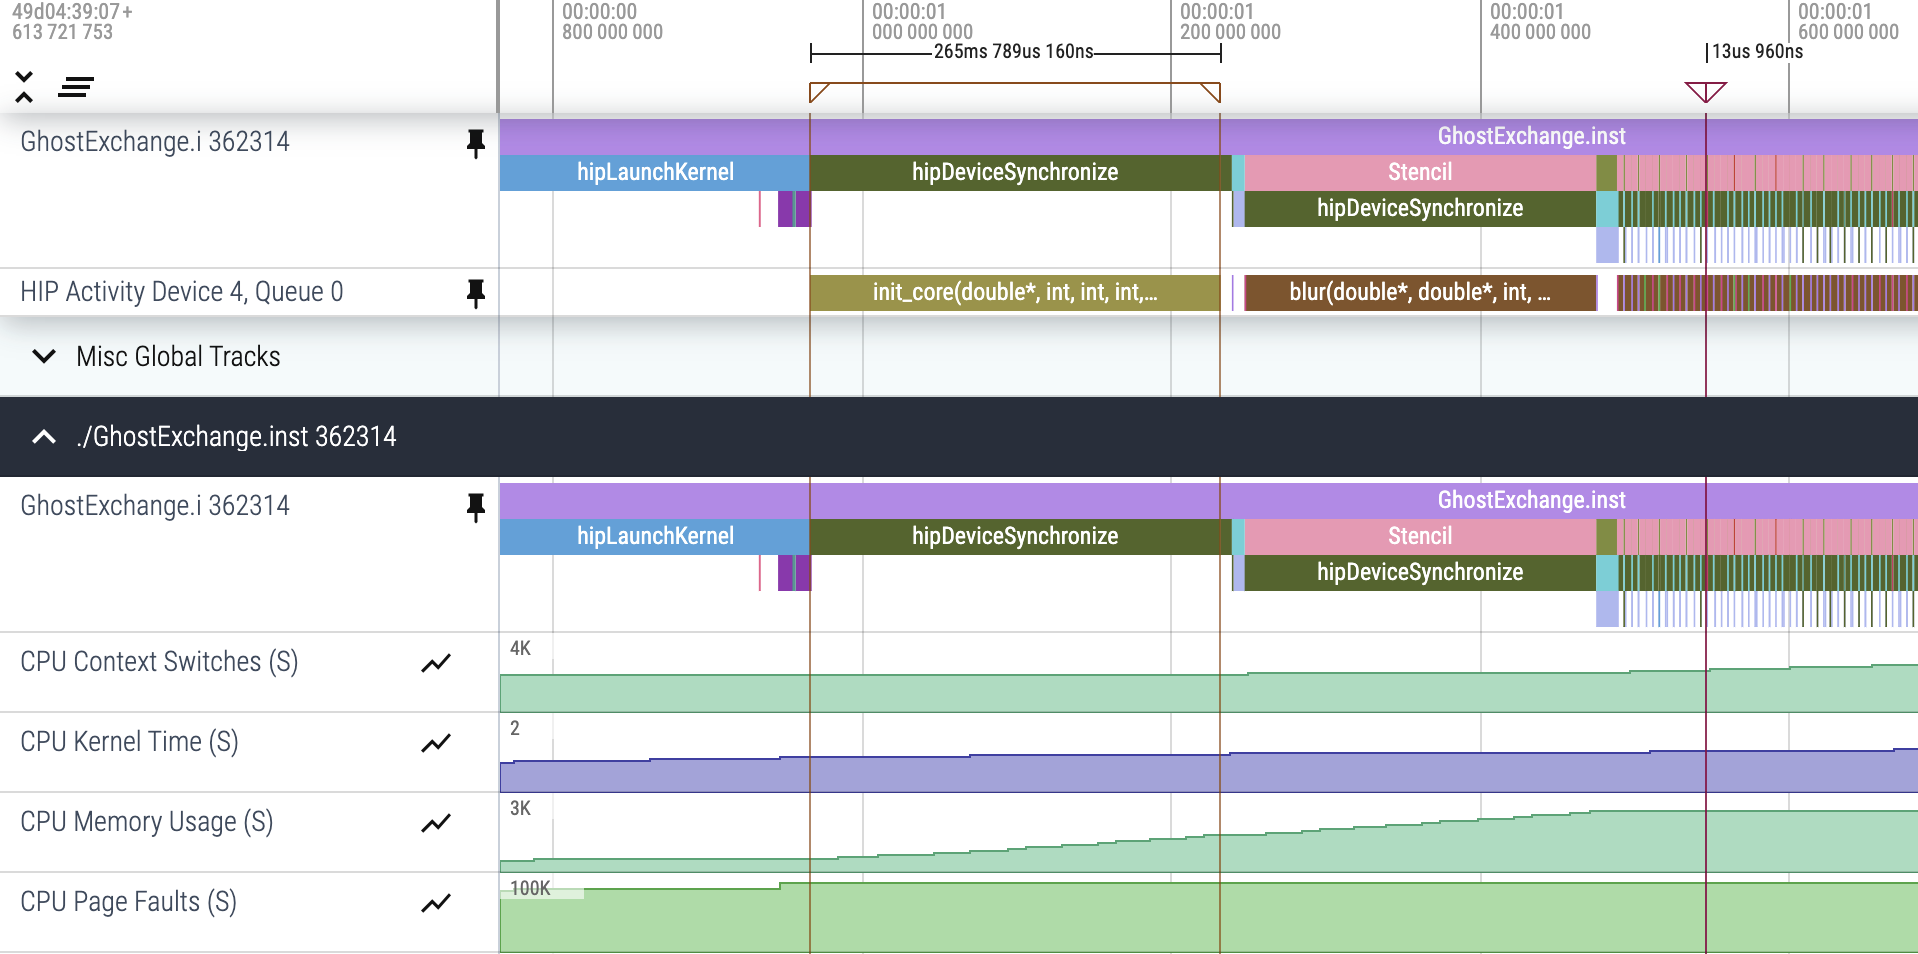 49d04:39:07+
613 721 753
00:00:00
800 000 000
00:00:01
000 000 000
00:00:01
200 000 000
00:00:01
400 000 000
00:00:01
600 000 000
265ms 789us 160ns
13us 960ns
GhostExchange.i 362314
GhostExchange.inst
hipLaunchKernel
hipDeviceSynchronize
Stencil
hipDeviceSynchronize
HIP Activity Device 4, Queue 0
init_core(double*, int, int, int,...
blur(double*, double*, int, ...
Misc Global Tracks
./GhostExchange.inst 362314
GhostExchange.i 362314
GhostExchange.inst
hipLaunchKernel
hipDeviceSynchronize
Stencil
hipDeviceSynchronize
CPU Context Switches (S)
4K
CPU Kernel Time (S)
2
CPU Memory Usage (S)
3K
CPU Page Faults (S)
100K